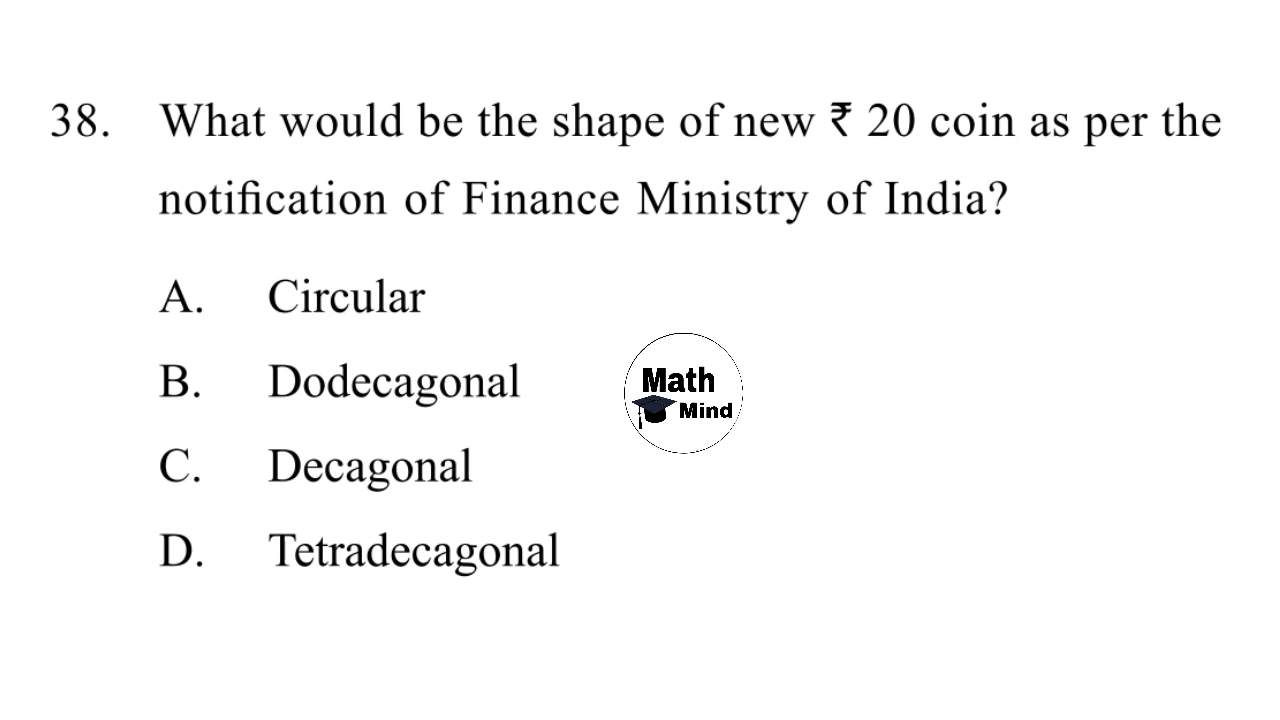 38. What would be the shape of new ₹ 20 coin as per the
notification of Finance Ministry of India?
A. Circular
B. Dodecagonal
C. Decagonal
D. Tetradecagonal
Math
Mind